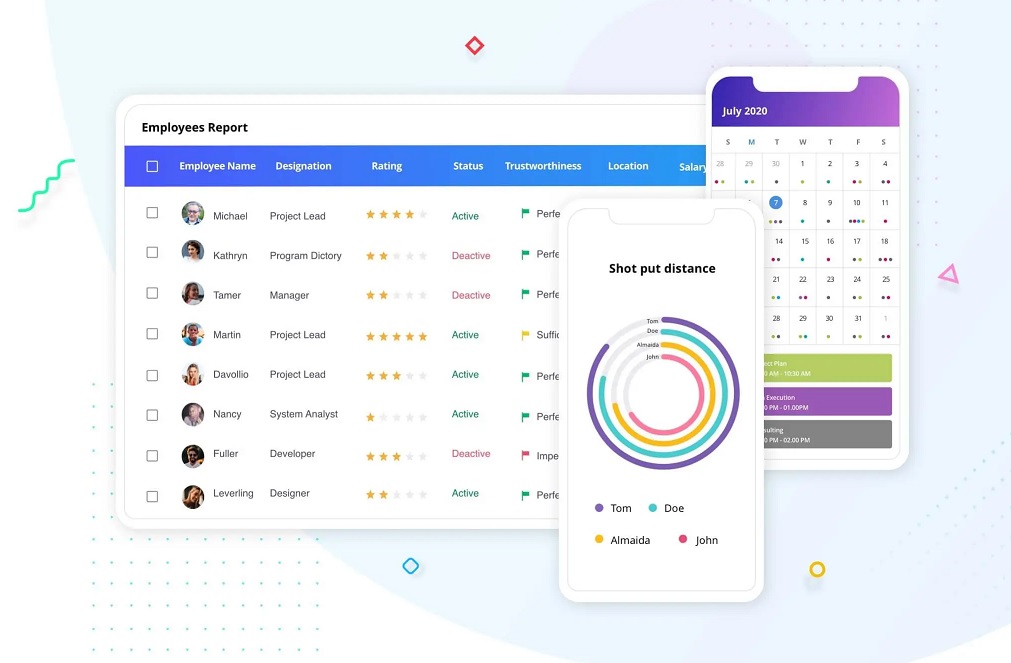 Employees Report
Employee Name Designation Rating Status Trustworthiness Location Salary
Michael Project Lead Active Perfe
Kathryn Program Dictory Deactive Perfe
Tamer Manager Deactive Perfe
Martin Project Lead Active Suffic
Davollio Project Lead Active Perfe
Nancy System Analyst Active Perfe
Fuller Developer Deactive Impe
Leverling Designer Active Perfe
July 2020
S M T W T F S
28 29 30 1 2 3 4
7 8 9 10 11
14 15 16 17 18
21 22 23 24 25
28 29 30 31 1
ect Plan
0 AM - 10:30 AM
Execution
0 PM - 01.00PM
sulting
0 PM - 02.00 PM
Shot put distance
Tom
Doe
Almaida
John
Tom Doe
Almaida John